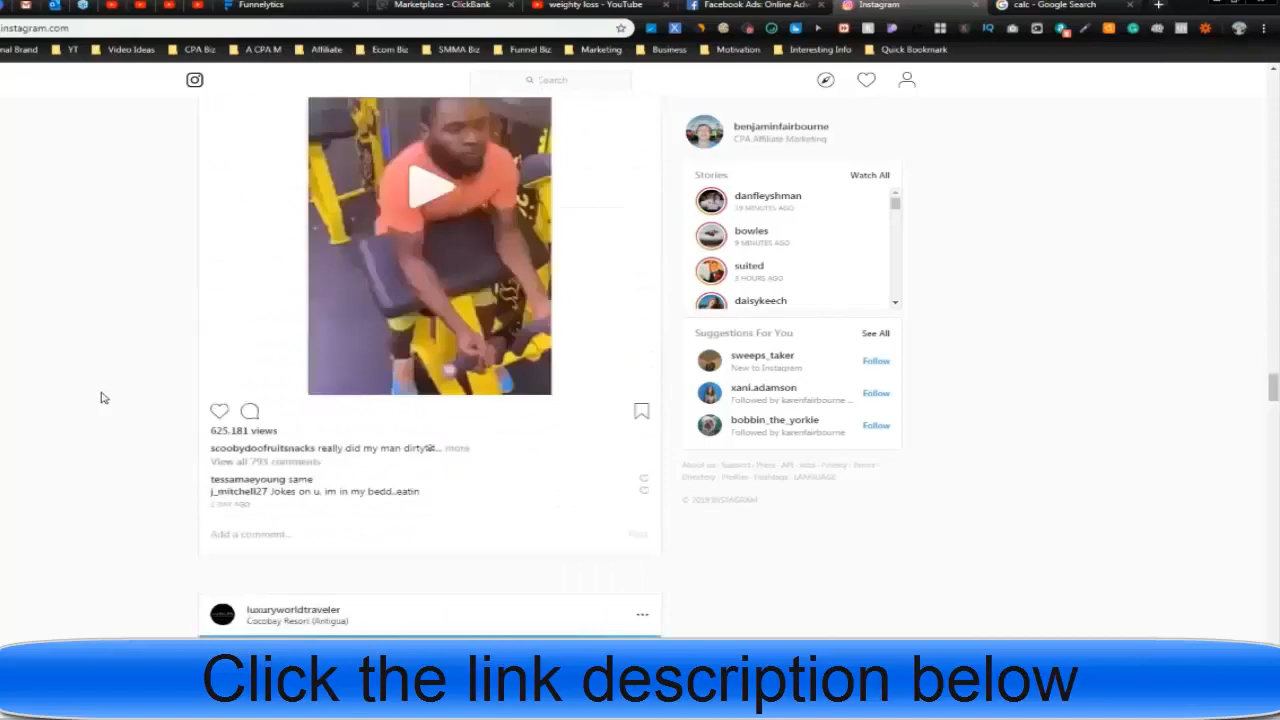 Funnelytics
Marketplace - ClickBank
weighty loss - YouTube
Facebook Ads: Online Adv
Instagram
calc - Google Search
instagram.com
nal Brand
YT
Video Ideas
CPA Biz
A CPA M
Affiliate
Ecom Biz
SMMA Biz
Funnel Biz
Marketing
Business
Motivation
Interesting Info
Quick Bookmark
Search
benjaminfairbourne
CPA Affiliate Marketing
Stories
Watch All
danfleyshman
19 MINUTES AGO
bowles
9 MINUTES AGO
suited
3 HOURS AGO
daisykeech
Suggestions For You
See All
sweeps_taker
New to Instagram
Follow
xani.adamson
Followed by karenfairbourne ...
Follow
bobbin_the_yorkie
Followed by karenfairbourne
Follow
About us · Support · Press · API · Jobs · Privacy · Terms ·
Directory · Profiles · Hashtags · LANGUAGE
© 2019 INSTAGRAM
625,181 views
scoobydoofruitsnacks really did my man dirty... more
View all 793 comments
tessamaeyoung same
j_mitchell27 Jokes on u, im in my bedd..eatin
1 DAY AGO
Add a comment...
Post
luxuryworldtraveler
Cocobay Resort (Antigua)
Click the link description below